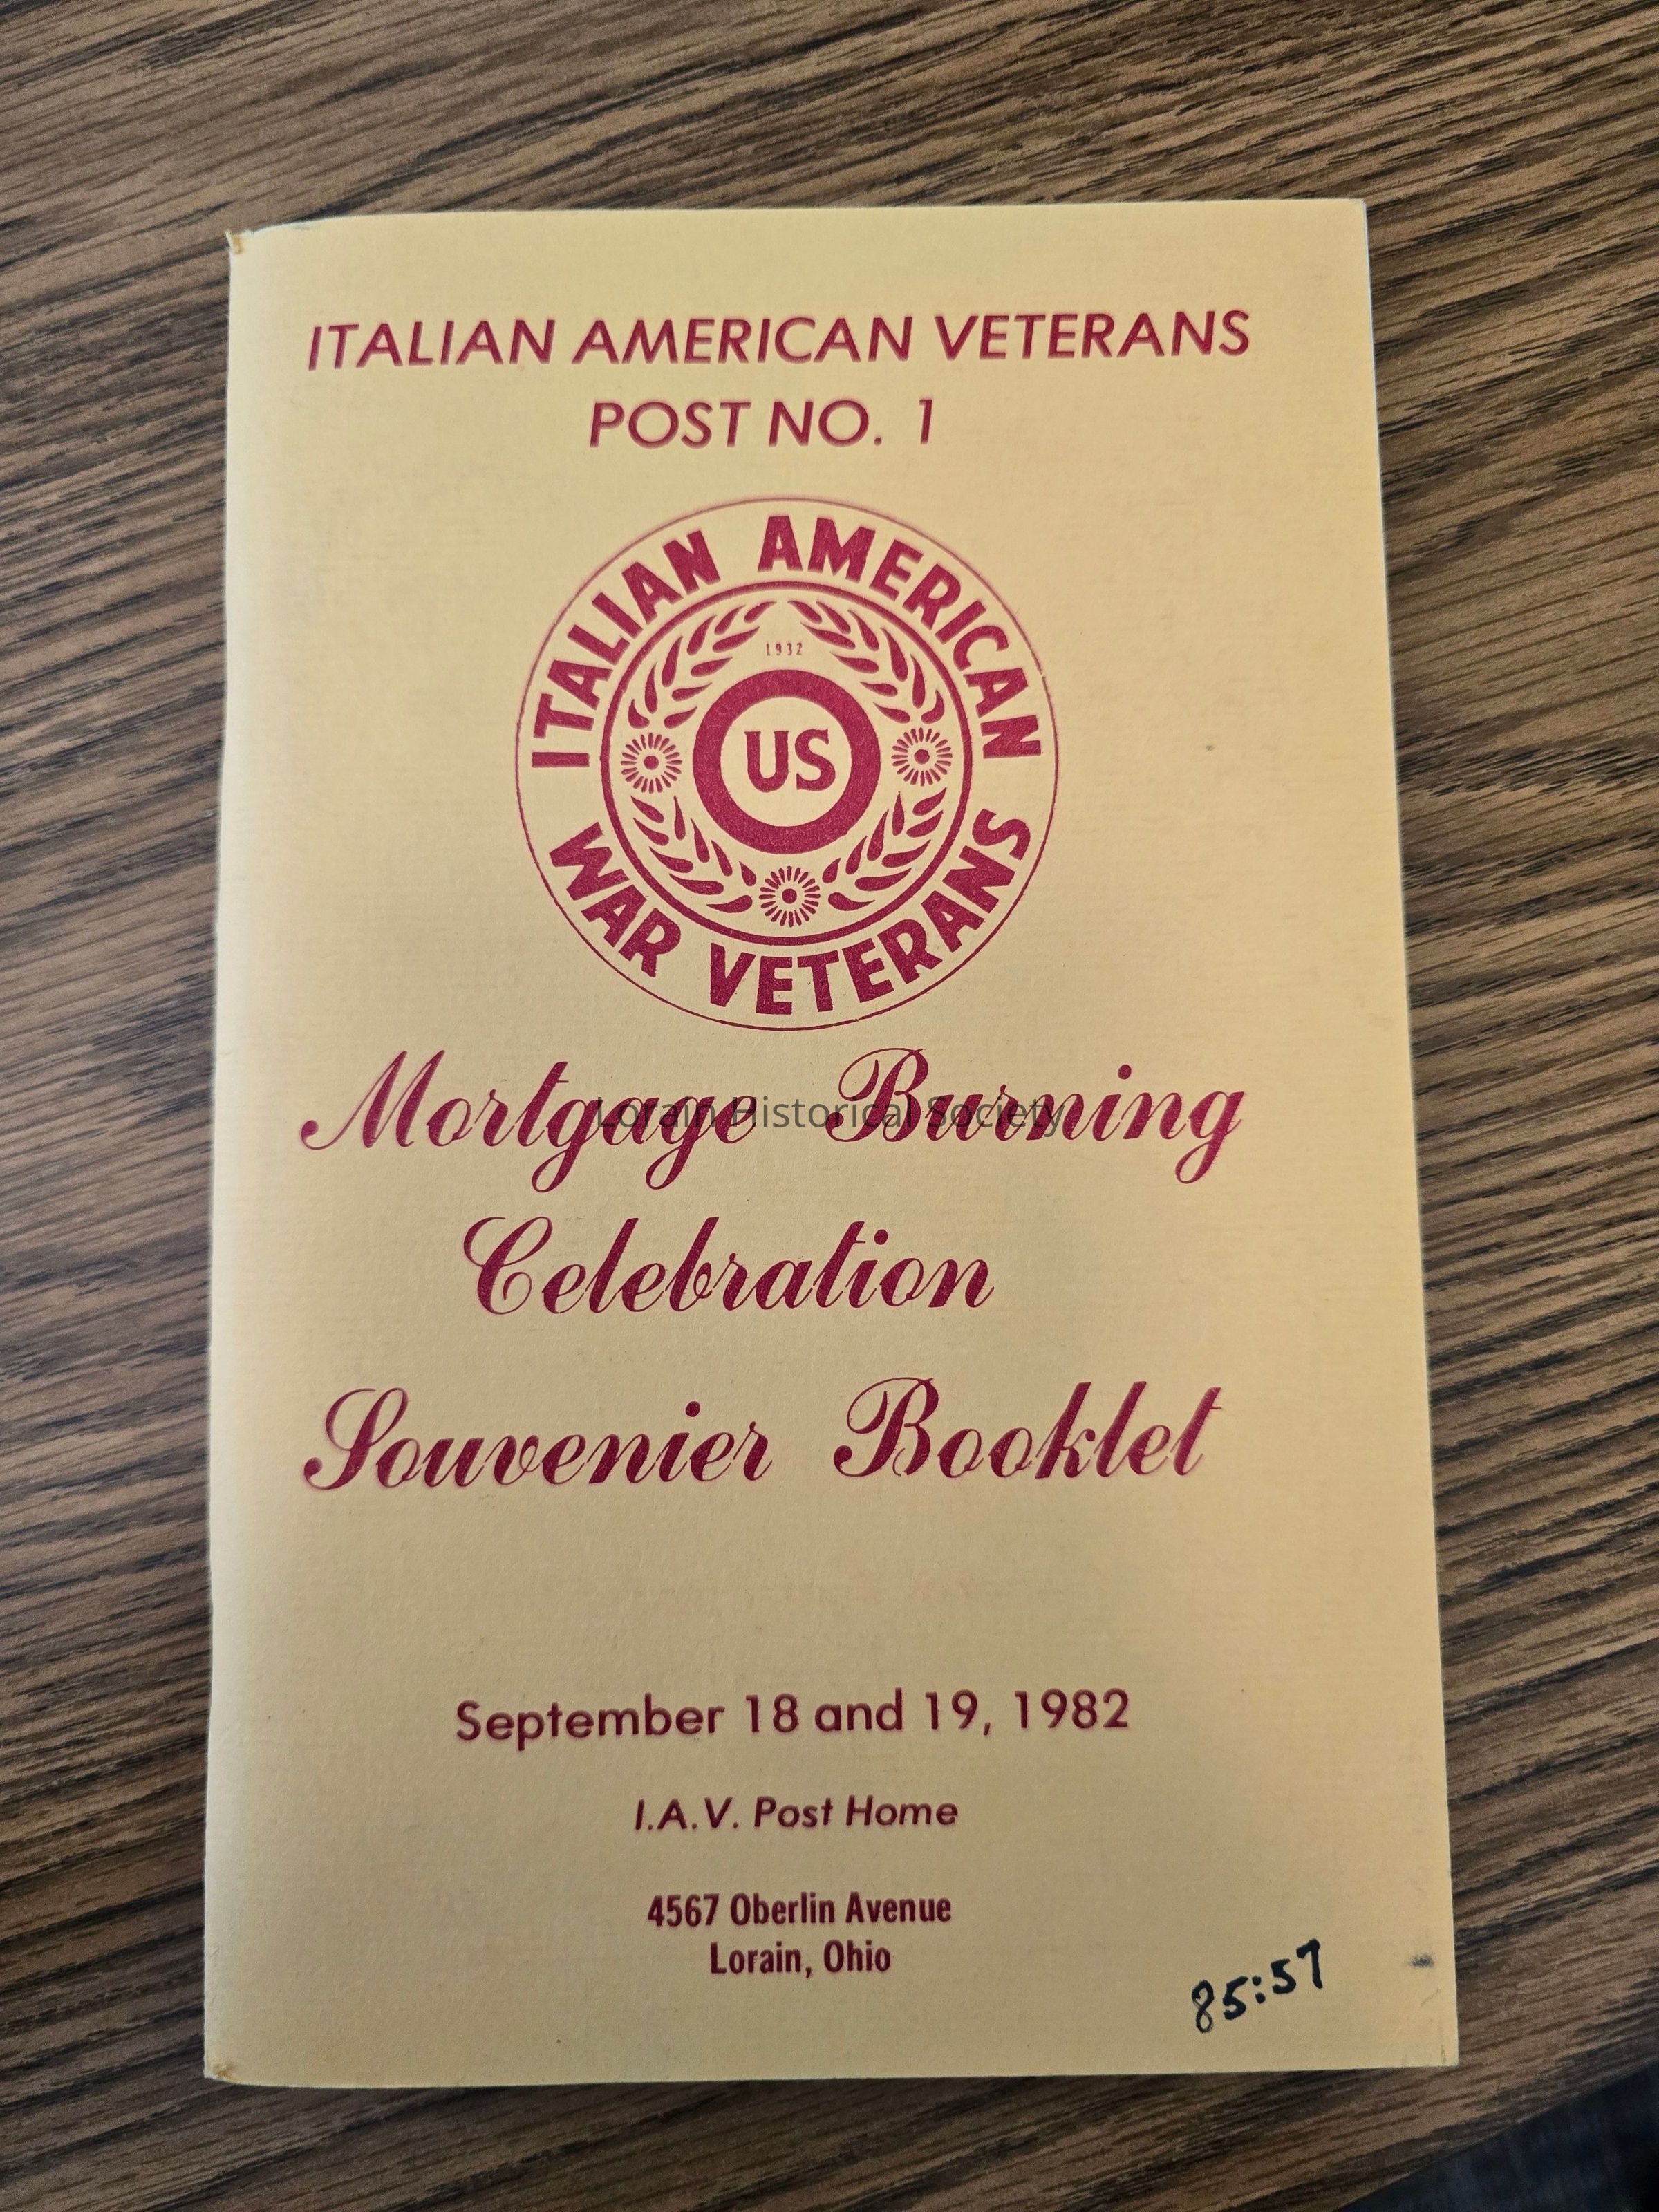 ITALIAN AMERICAN VETERANS
POST NO. 1
ITALIAN AMERICAN
1932
US
WAR VETERANS
Mortgage Burning
Lorain Historical Society
Celebration
Souvenier Booklet
September 18 and 19, 1982
I.A.V. Post Home
4567 Oberlin Avenue
Lorain, Ohio
85:57